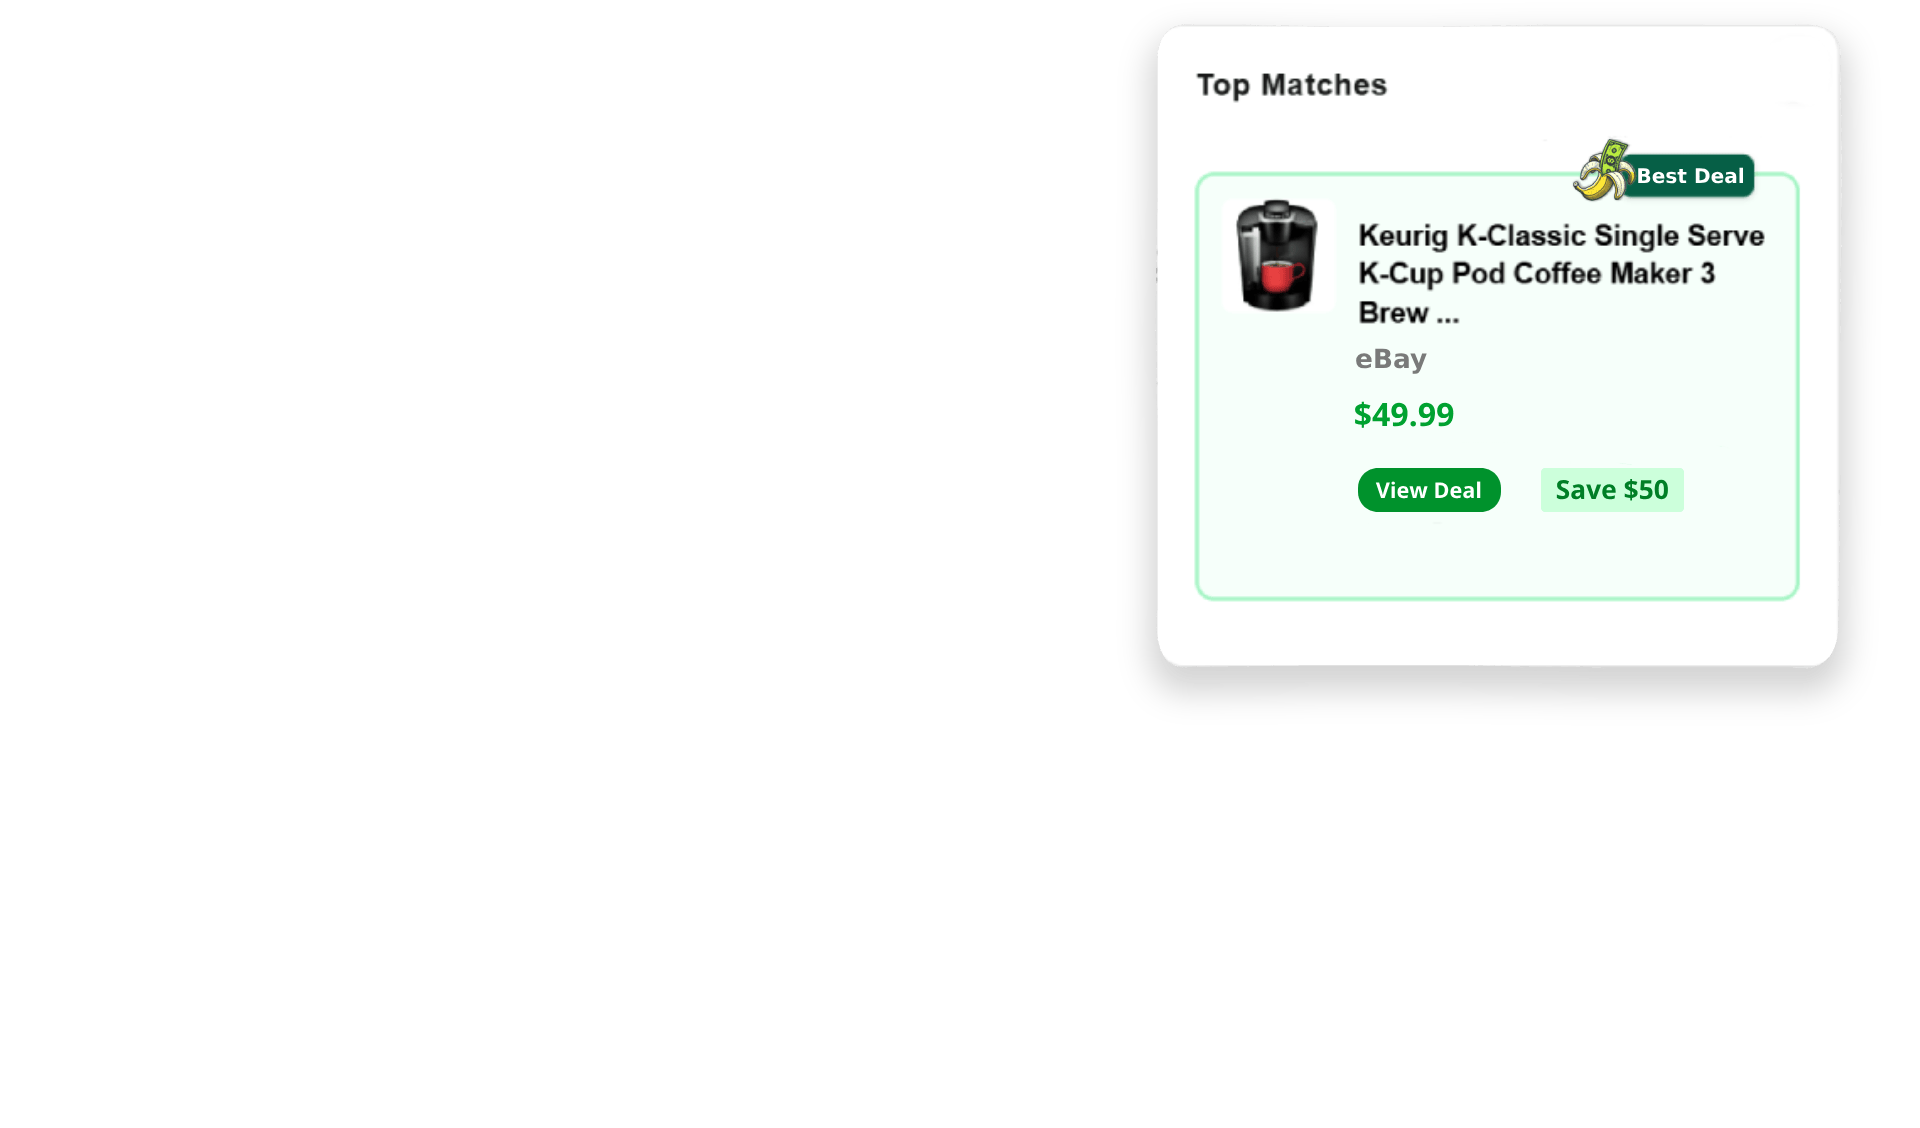 Top Matches
Best Deal
Keurig K-Classic Single Serve
K-Cup Pod Coffee Maker 3
Brew ...
eBay
$49.99
View Deal
Save $50